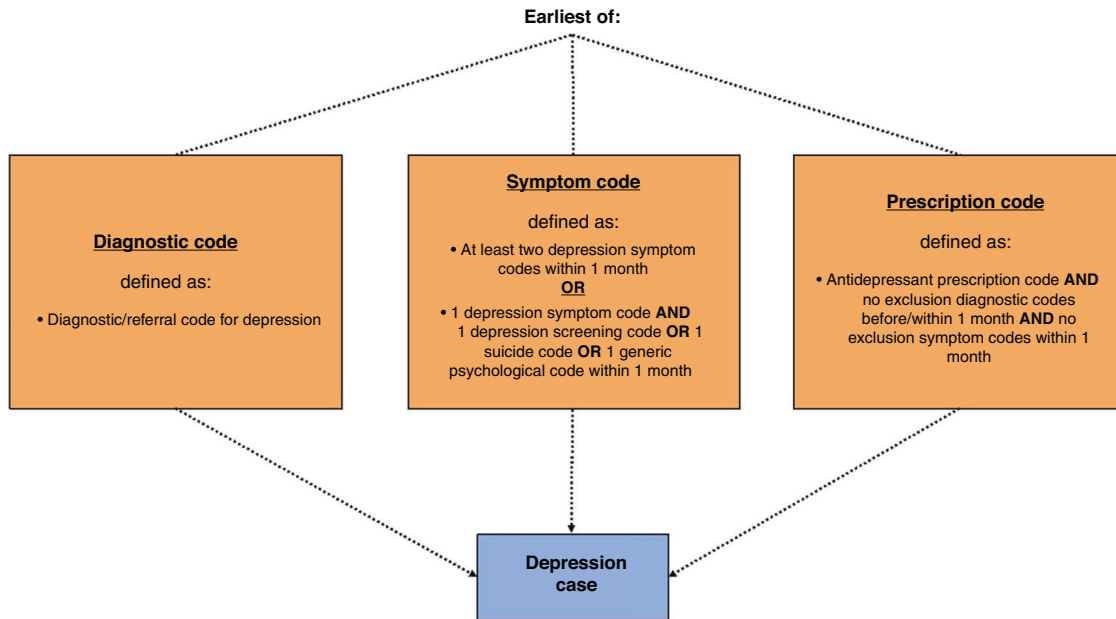 Earliest of:
Diagnostic code
defined as:
• Diagnostic/referral code for depression
Symptom code
defined as:
• At least two depression symptom
codes within 1 month
OR
• 1 depression symptom code AND
1 depression screening code OR 1
suicide code OR 1 generic
psychological code within 1 month
Prescription code
defined as:
• Antidepressant prescription code AND
no exclusion diagnostic codes
before/within 1 month AND no
exclusion symptom codes within 1
month
Depression
case